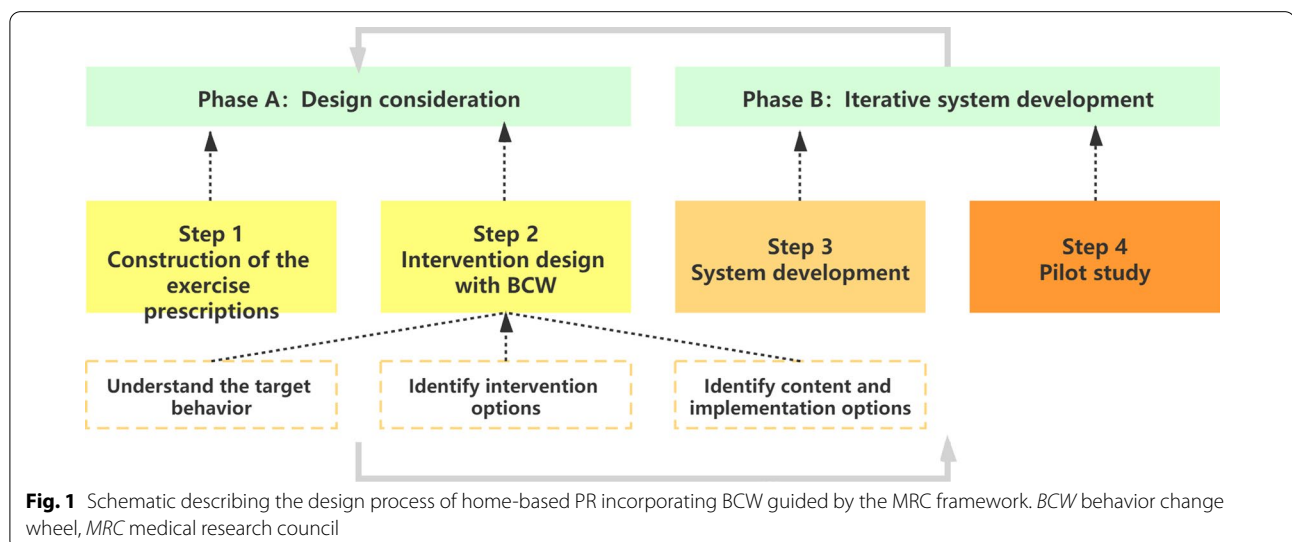 Phase A: Design consideration
Phase B: Iterative system development
Step 1
Construction of the
exercise
prescriptions
Step 2
Intervention design
with BCW
Step 3
System development
Step 4
Pilot study
Understand the target
behavior
Identify intervention
options
Identify content and
implementation options
Fig. 1 Schematic describing the design process of home-based PR incorporating BCW guided by the MRC framework. BCW behavior change
wheel, MRC medical research council